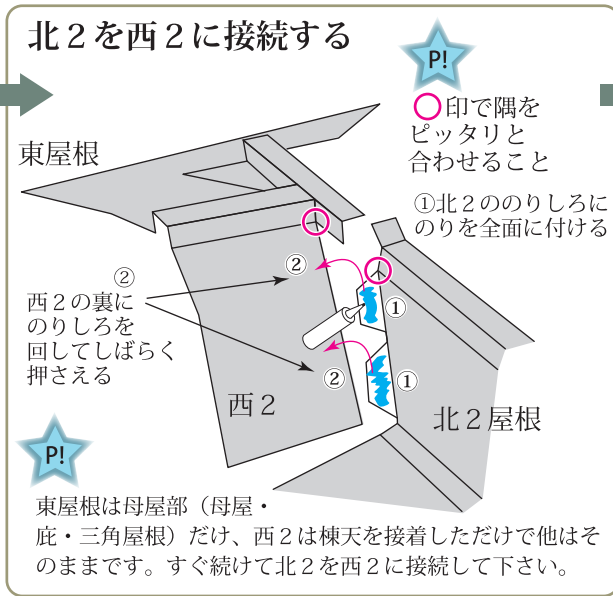 北２を西２に接続する
P!
○印で隅を
ピッタリと
合わせること
東屋根
①北２ののりしろに
のりを全面に付ける
②
②
西２の裏に
のりしろを
回してしばらく
押さえる
①
②
①
西２
北２屋根
P!
東屋根は母屋部（母屋・
庇・三角屋根）だけ、西２は棟天を接着しただけで他はそ
のままです。すぐ続けて北２を西２に接続して下さい。